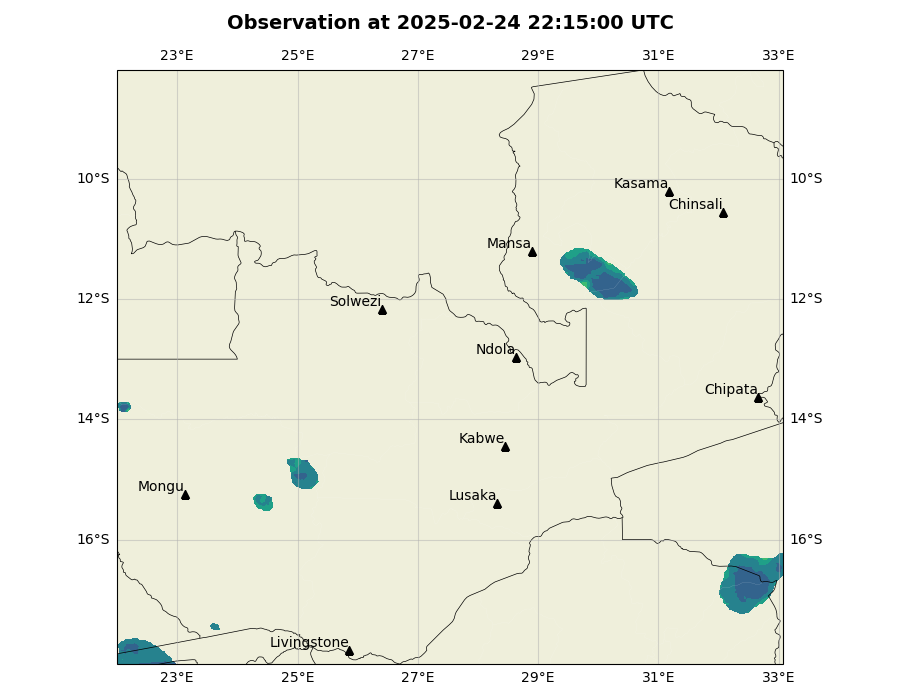 Observation at 2025-02-24 22:15:00 UTC
23°E 25°E 27°E 29°E 31°E 33°E
10°S 10°S
Kasama
Chinsali
Mansa
12°S 12°S
Solwezi
Ndola
Chipata
14°S 14°S
Kabwe
Mongu
Lusaka
16°S 16°S
Livingstone
23°E 25°E 27°E 29°E 31°E 33°E